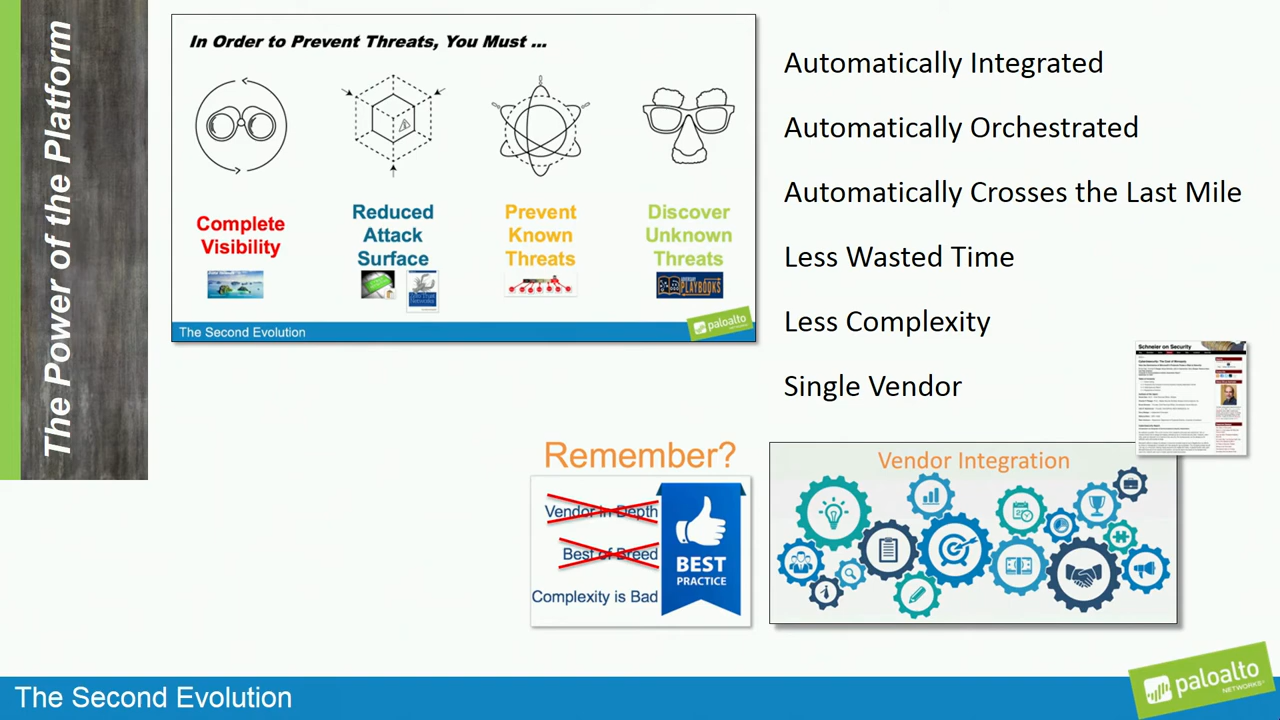 The Power of the Platform
In Order to Prevent Threats, You Must ...
Complete
Visibility
Reduced
Attack
Surface
Prevent
Known
Threats
Discover
Unknown
Threats
PLAYBOOKS
The Second Evolution
paloalto
NETWORKS
Automatically Integrated
Automatically Orchestrated
Automatically Crosses the Last Mile
Less Wasted Time
Less Complexity
Single Vendor
Schneier on Security
Remember?
Vendor in Depth
Best of Breed
Complexity is Bad
BEST
PRACTICE
Vendor Integration
The Second Evolution
paloalto
NETWORKS